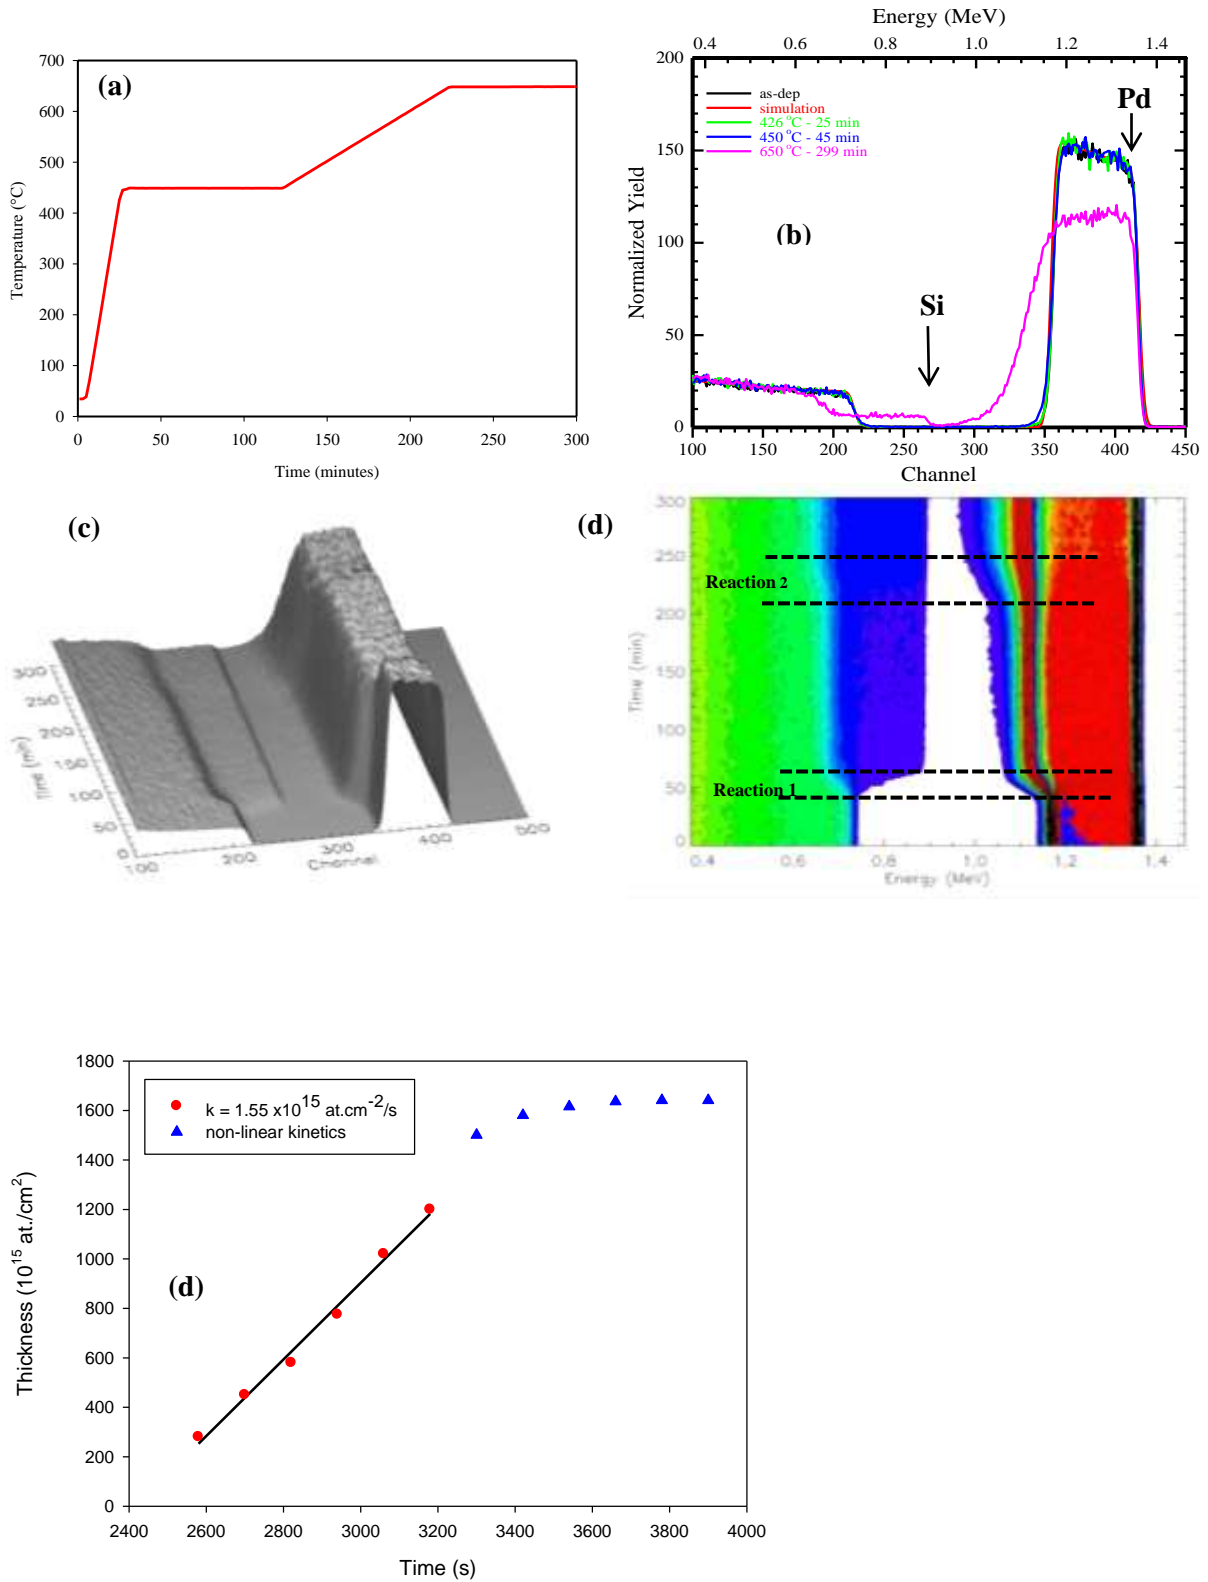 (a)
Temperature (°C)
700
600
500
400
300
200
100
0
0 50 100 150 200 250 300
Time (minutes)
Energy (MeV)
0.4 0.6 0.8 1.0 1.2 1.4
Normalized Yield
200
150
100
50
0
as-dep
simulation
426 °C - 25 min
450 °C - 45 min
650 °C - 299 min
Pd
(b)
Si
100 150 200 250 300 350 400 450
Channel
(c)
300
250
200
150
100
50
0
Time (min)
100 200 300 400 500
Channel
(d)
300
250
200
150
100
50
0
Time (min)
Reaction 2
Reaction 1
0.4 0.6 0.8 1.0 1.2 1.4
Energy (MeV)
Thickness (10^15 at./cm^2)
1800
1600
1400
1200
1000
800
600
400
200
0
k = 1.55 x10^15 at.cm^-2/s
non-linear kinetics
(d)
2400 2600 2800 3000 3200 3400 3600 3800 4000
Time (s)